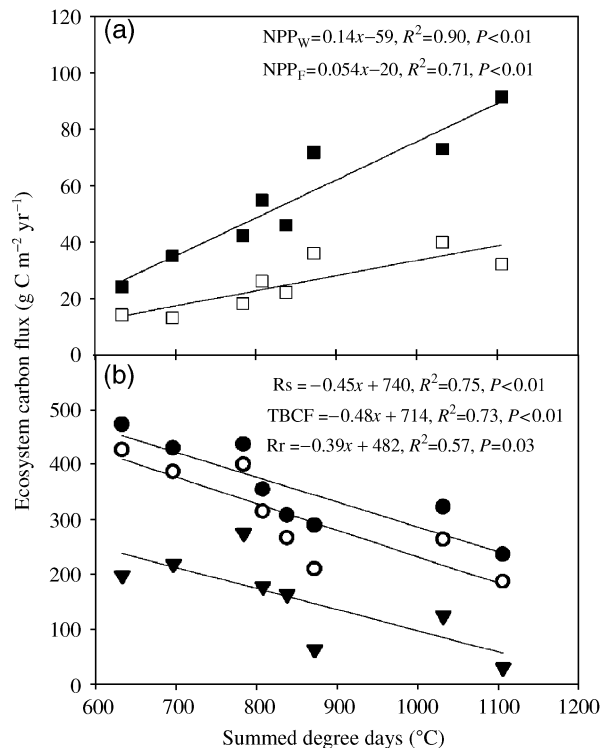 (a)
NPP_W=0.14x−59, R²=0.90, P<0.01
NPP_F=0.054x−20, R²=0.71, P<0.01
120
100
80
60
40
20
0
Ecosystem carbon flux (g C m⁻² yr⁻¹)
(b)
Rs=−0.45x+740, R²=0.75, P<0.01
TBCF=−0.48x+714, R²=0.73, P<0.01
Rr=−0.39x+482, R²=0.57, P=0.03
500
400
300
200
100
0
600 700 800 900 1000 1100 1200
Summed degree days (°C)